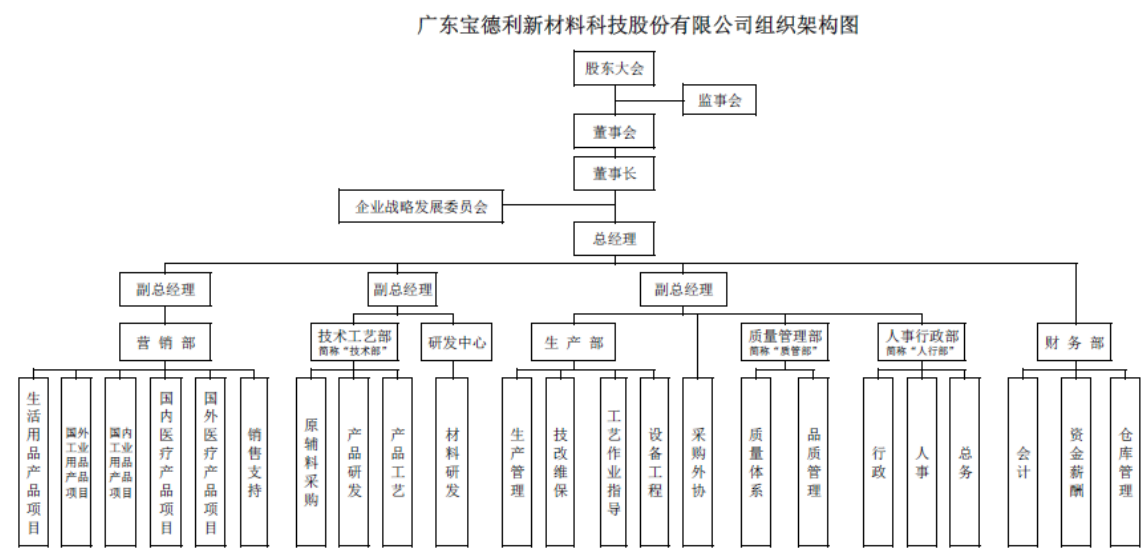 广东宝德利新材料科技股份有限公司组织架构图
股东大会
监事会
董事会
董事长
企业战略发展委员会
总经理
副总经理
副总经理
副总经理
营销部
技术工艺部
简称“技术部”
研发中心
生产部
质量管理部
简称“质管部”
人事行政部
简称“人行部”
财务部
生活用品产品项目
国外工业用品产品项目
国内工业用品产品项目
国内医疗产品项目
国外医疗产品项目
销售支持
原辅料采购
产品研发
产品工艺
材料研发
生产管理
技改维保
工艺作业指导
设备工程
采购外协
质量体系
品质管理
行政
人事
总务
会计
资金薪酬
仓库管理